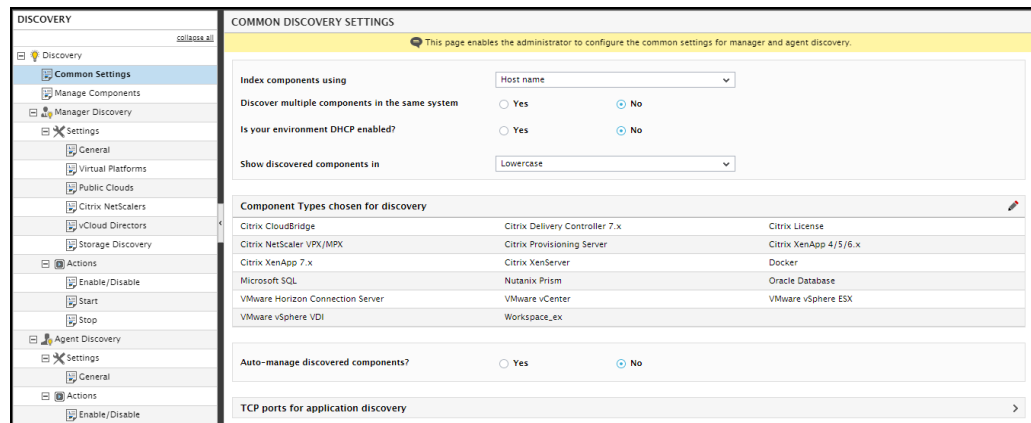 DISCOVERY
collapse all
Discovery
Common Settings
Manage Components
Manager Discovery
Settings
General
Virtual Platforms
Public Clouds
Citrix NetScalers
vCloud Directors
Storage Discovery
Actions
Enable/Disable
Start
Stop
Agent Discovery
Settings
General
Actions
Enable/Disable
COMMON DISCOVERY SETTINGS
This page enables the administrator to configure the common settings for manager and agent discovery.
Index components using Host name
Discover multiple components in the same system Yes No
Is your environment DHCP enabled? Yes No
Show discovered components in Lowercase
Component Types chosen for discovery
Citrix CloudBridge Citrix Delivery Controller 7.x Citrix License
Citrix NetScaler VPX/MPX Citrix Provisioning Server Citrix XenApp 4/5/6.x
Citrix XenApp 7.x Citrix XenServer Docker
Microsoft SQL Nutanix Prism Oracle Database
VMware Horizon Connection Server VMware vCenter VMware vSphere ESX
VMware vSphere VDI Workspace_ex
Auto-manage discovered components? Yes No
TCP ports for application discovery